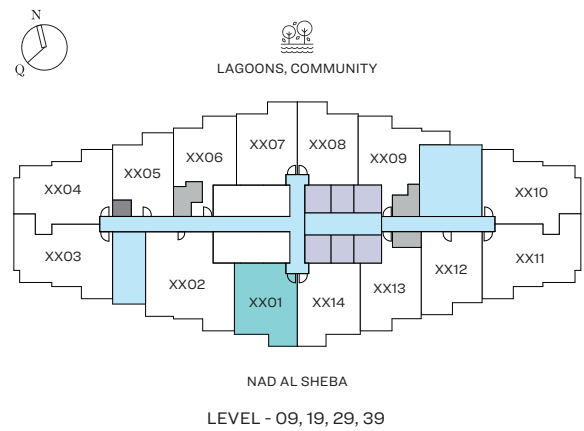 N
Q
LAGOONS, COMMUNITY
XX07 XX08
XX06 XX09
XX05
XX04 XX10
XX03 XX11
XX02 XX12
XX13
XX01 XX14
NAD AL SHEBA
LEVEL - 09, 19, 29, 39